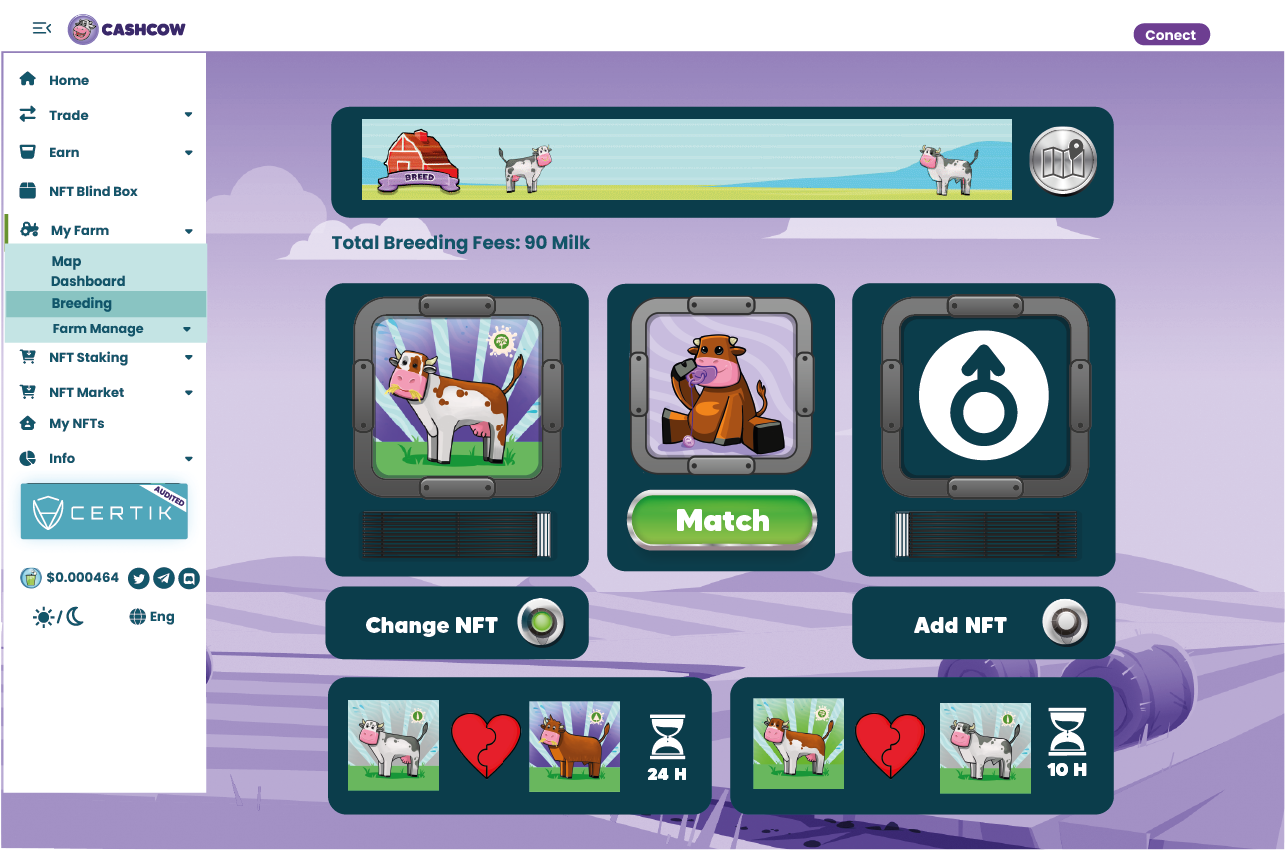 CASHCOW
Conect
Home
Trade
Earn
NFT Blind Box
My Farm
Map
Dashboard
Breeding
Farm Manage
NFT Staking
NFT Market
My NFTs
Info
AUDITED
CERTIK
$0.000464
/
Eng
BREED
Total Breeding Fees: 90 Milk
Match
Change NFT
Add NFT
24 H
10 H